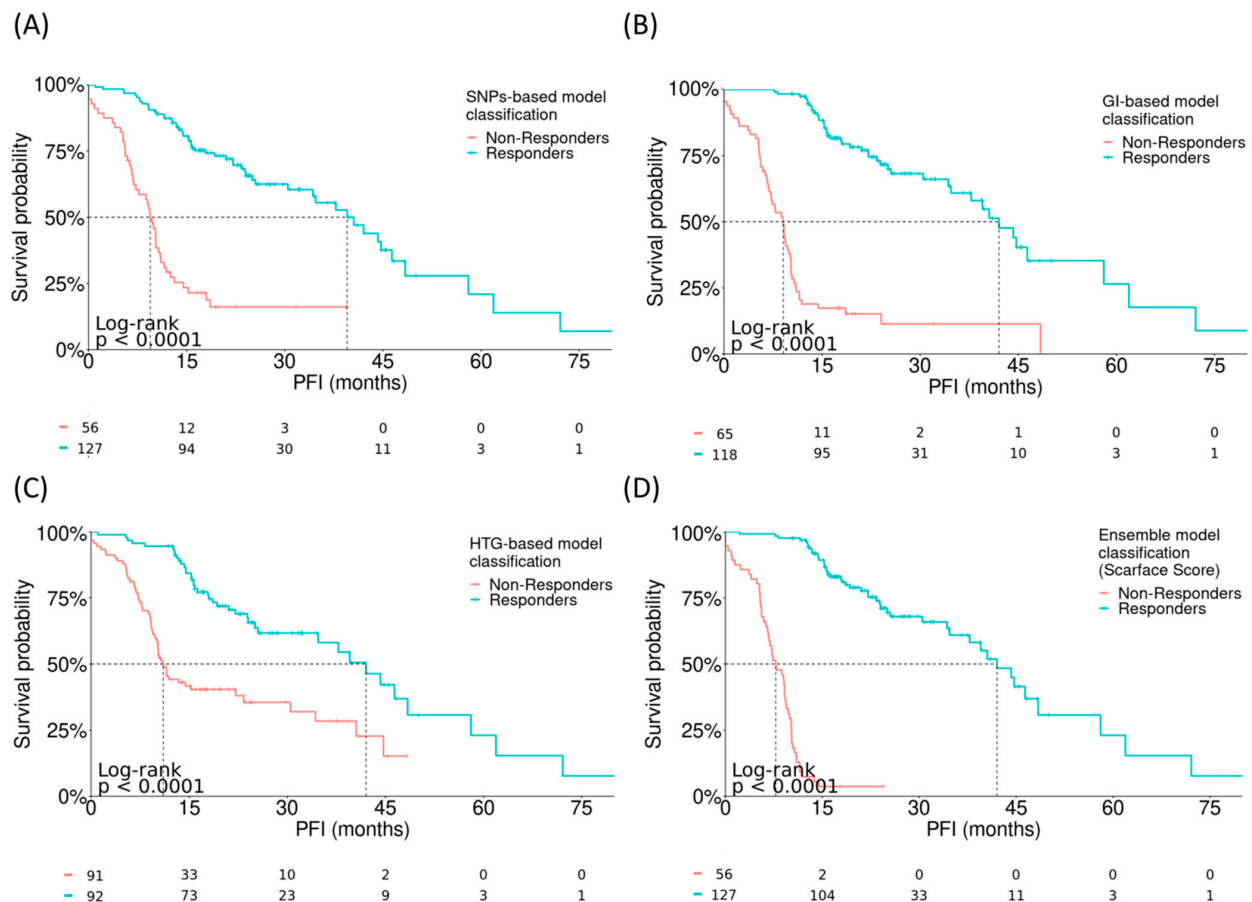 (A)
SNPs-based model
classification
Non-Responders
Responders
Survival probability
100%
75%
50%
25%
0%
Log-rank
p < 0.0001
0 15 30 45 60 75
PFI (months)
56 12 3 0 0 0
127 94 30 11 3 1
(B)
GI-based model
classification
Non-Responders
Responders
Survival probability
100%
75%
50%
25%
0%
Log-rank
p < 0.0001
0 15 30 45 60 75
PFI (months)
65 11 2 1 0 0
118 95 31 10 3 1
(C)
HTG-based model
classification
Non-Responders
Responders
Survival probability
100%
75%
50%
25%
0%
Log-rank
p < 0.0001
0 15 30 45 60 75
PFI (months)
91 33 10 2 0 0
92 73 23 9 3 1
(D)
Ensemble model
classification
(Scarface Score)
Non-Responders
Responders
Survival probability
100%
75%
50%
25%
0%
Log-rank
p < 0.0001
0 15 30 45 60 75
PFI (months)
56 2 0 0 0 0
127 104 33 11 3 1